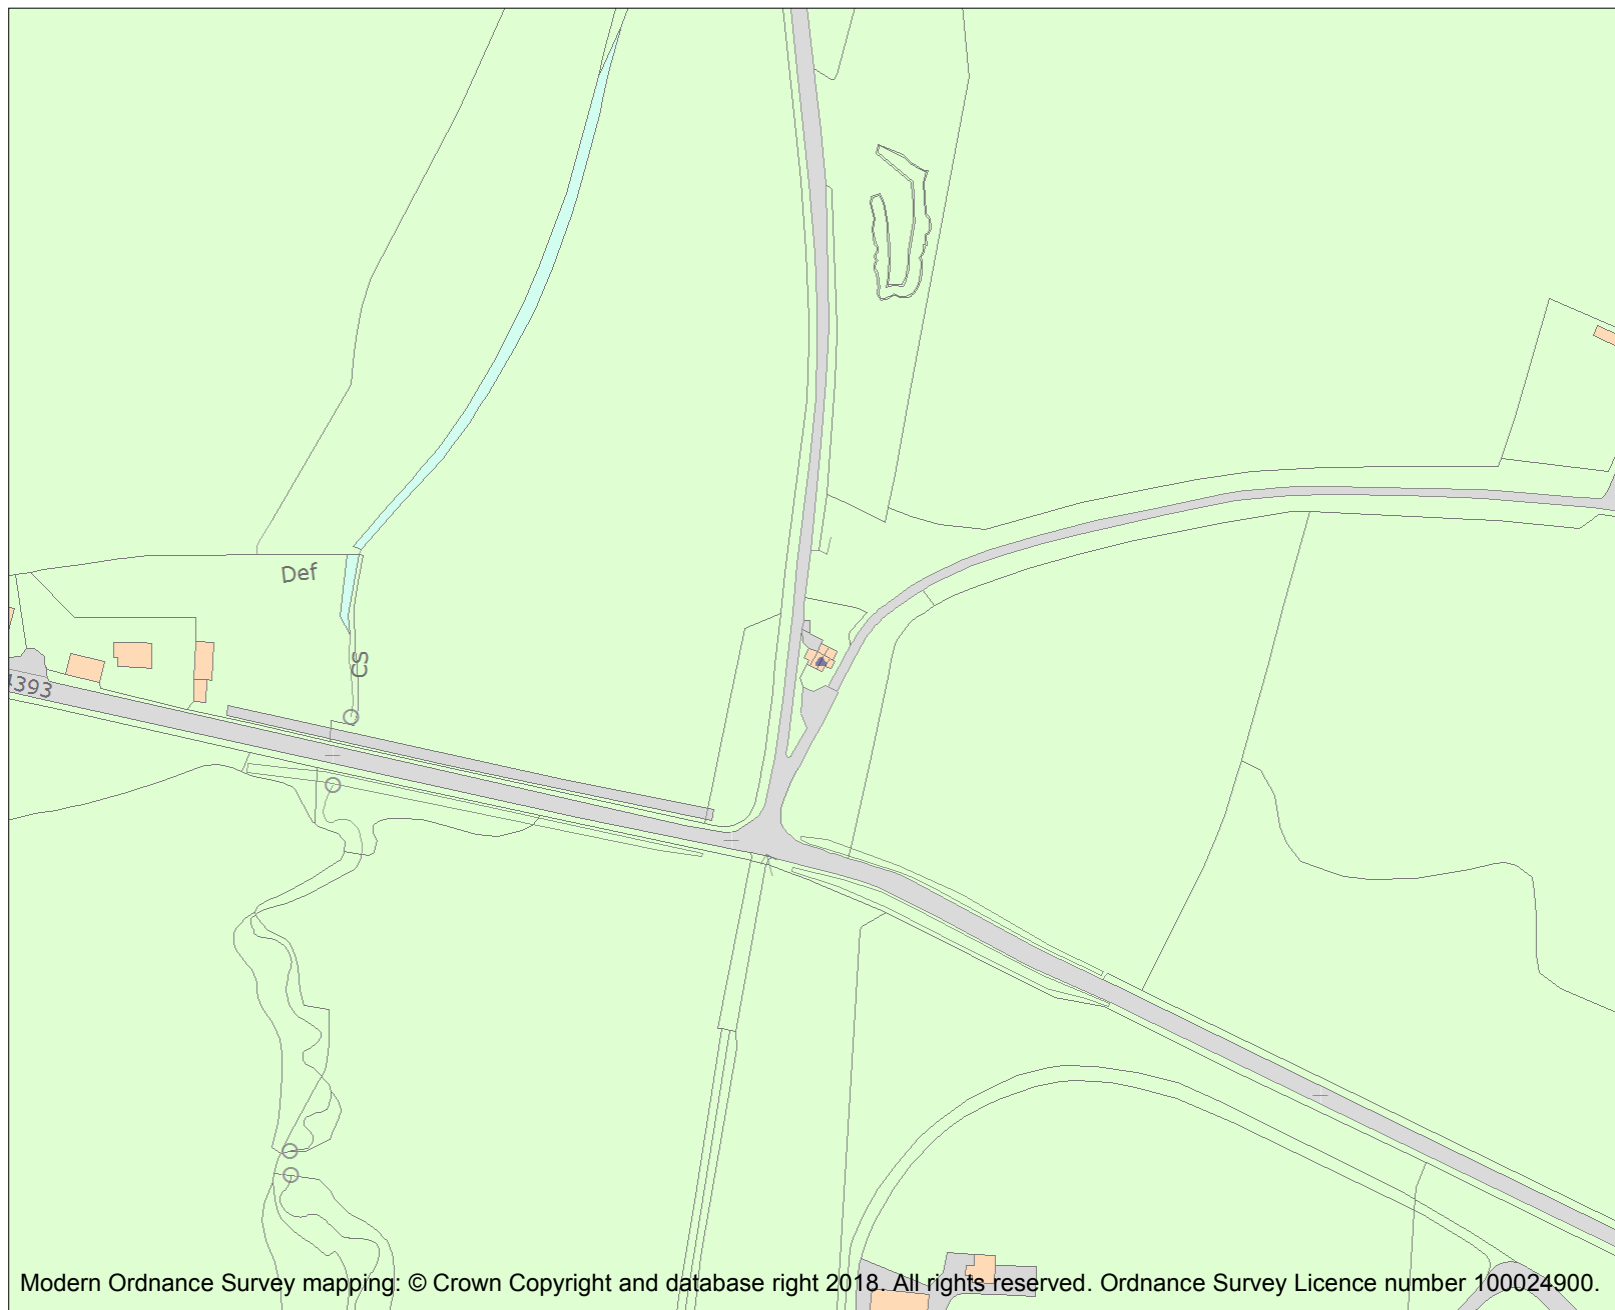 Def
CS
4393
Modern Ordnance Survey mapping: © Crown Copyright and database right 2018. All rights reserved. Ordnance Survey Licence number 100024900.